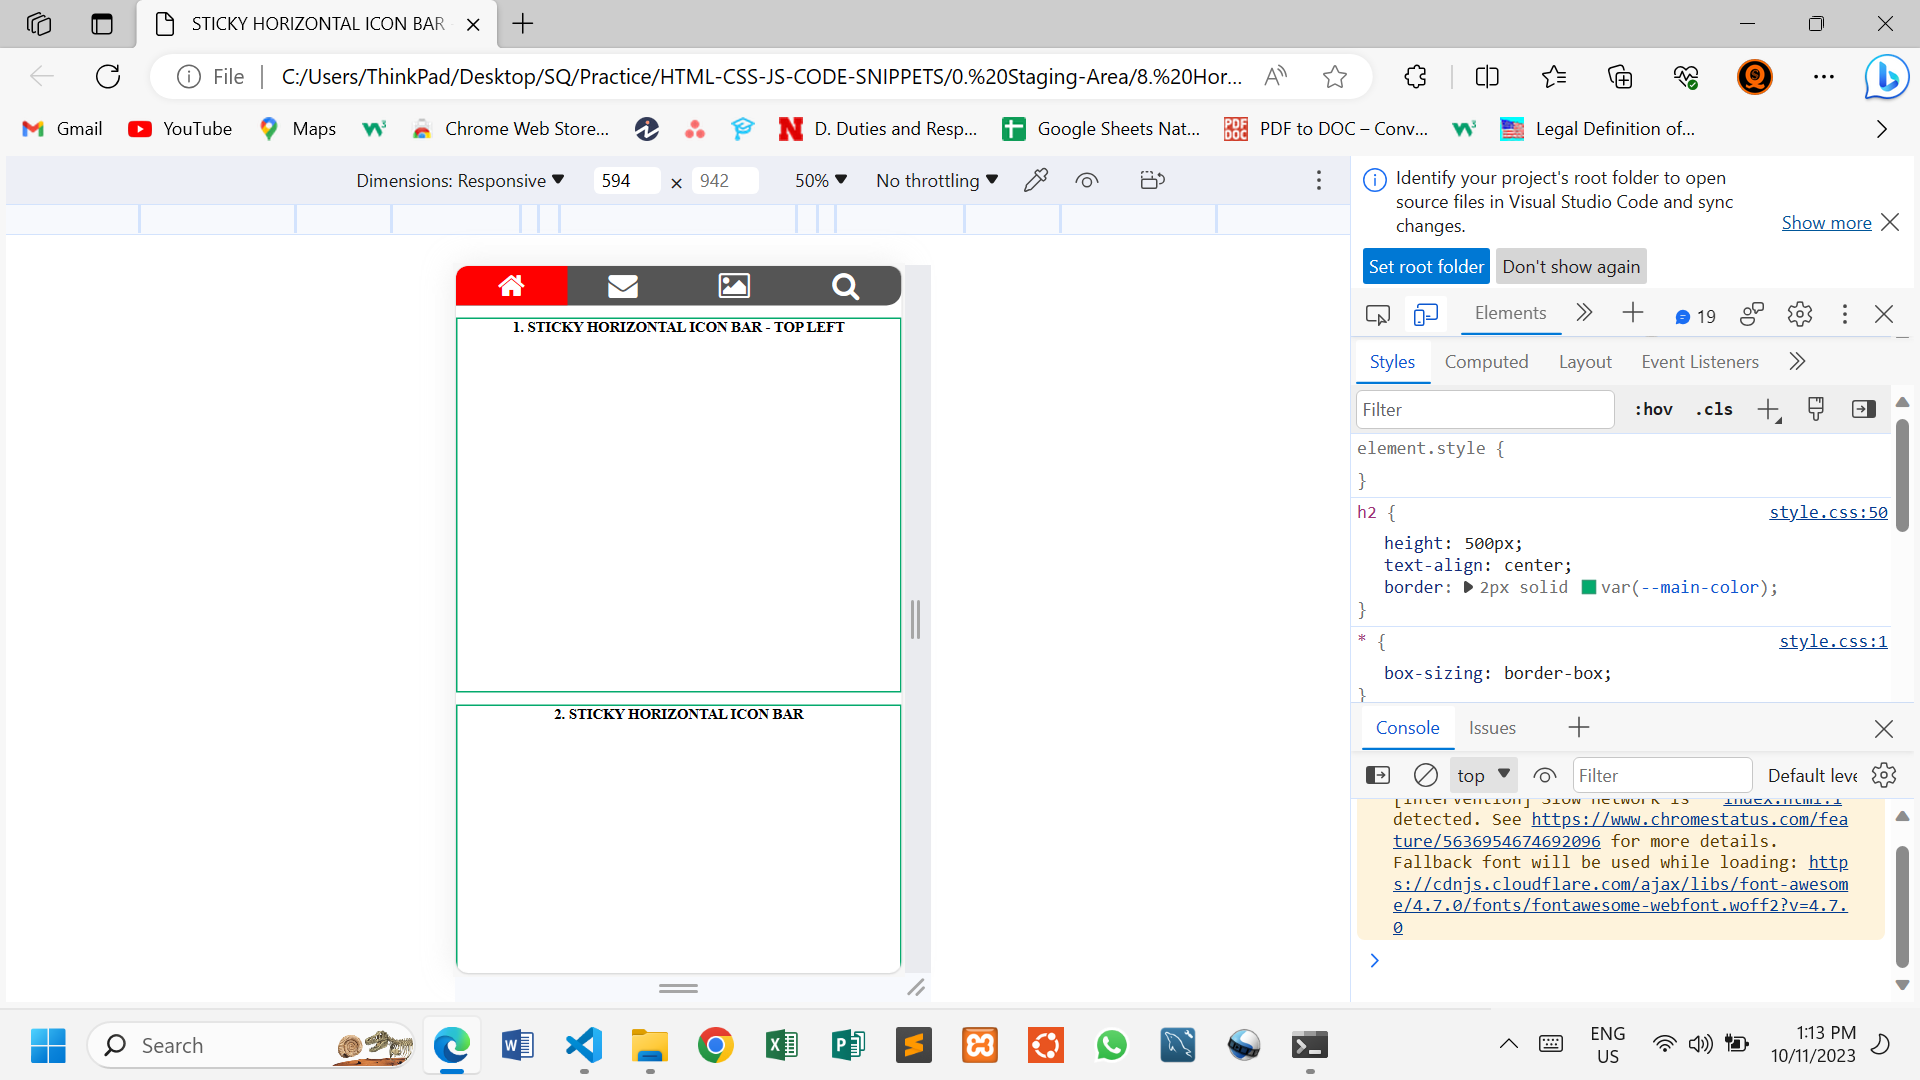 STICKY HORIZONTAL ICON BAR
File
C:/Users/ThinkPad/Desktop/SQ/Practice/HTML-CSS-JS-CODE-SNIPPETS/0.%20Staging-Area/8.%20Hor...
Gmail YouTube Maps Chrome Web Store... D. Duties and Resp... Google Sheets Nat... PDF to DOC – Conv... Legal Definition of...
Dimensions: Responsive 594 × 942 50% No throttling
1. STICKY HORIZONTAL ICON BAR - TOP LEFT
2. STICKY HORIZONTAL ICON BAR
Identify your project's root folder to open
source files in Visual Studio Code and sync
changes.
Show more
Set root folder Don't show again
Elements 19
Styles Computed Layout Event Listeners
Filter :hov .cls
element.style {
}
h2 { style.css:50
height: 500px;
text-align: center;
border: 2px solid var(--main-color);
}
* { style.css:1
box-sizing: border-box;
}
Console Issues
top Filter Default leve
[Intervention] Slow network is index.html:1
detected. See https://www.chromestatus.com/fea
ture/5636954674692096 for more details.
Fallback font will be used while loading: http
s://cdnjs.cloudflare.com/ajax/libs/font-awesom
e/4.7.0/fonts/fontawesome-webfont.woff2?v=4.7.
0
Search
ENG
US
1:13 PM
10/11/2023